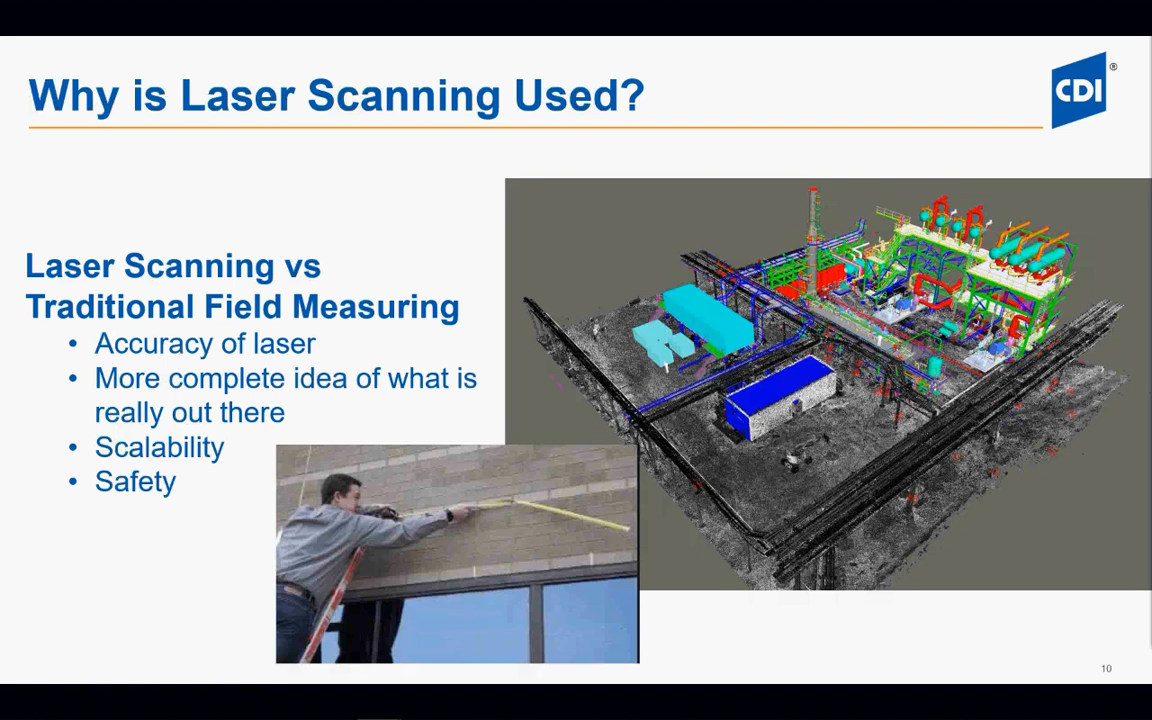 Why is Laser Scanning Used?
CDI
®
Laser Scanning vs
Traditional Field Measuring
• Accuracy of laser
• More complete idea of what is
really out there
• Scalability
• Safety
10